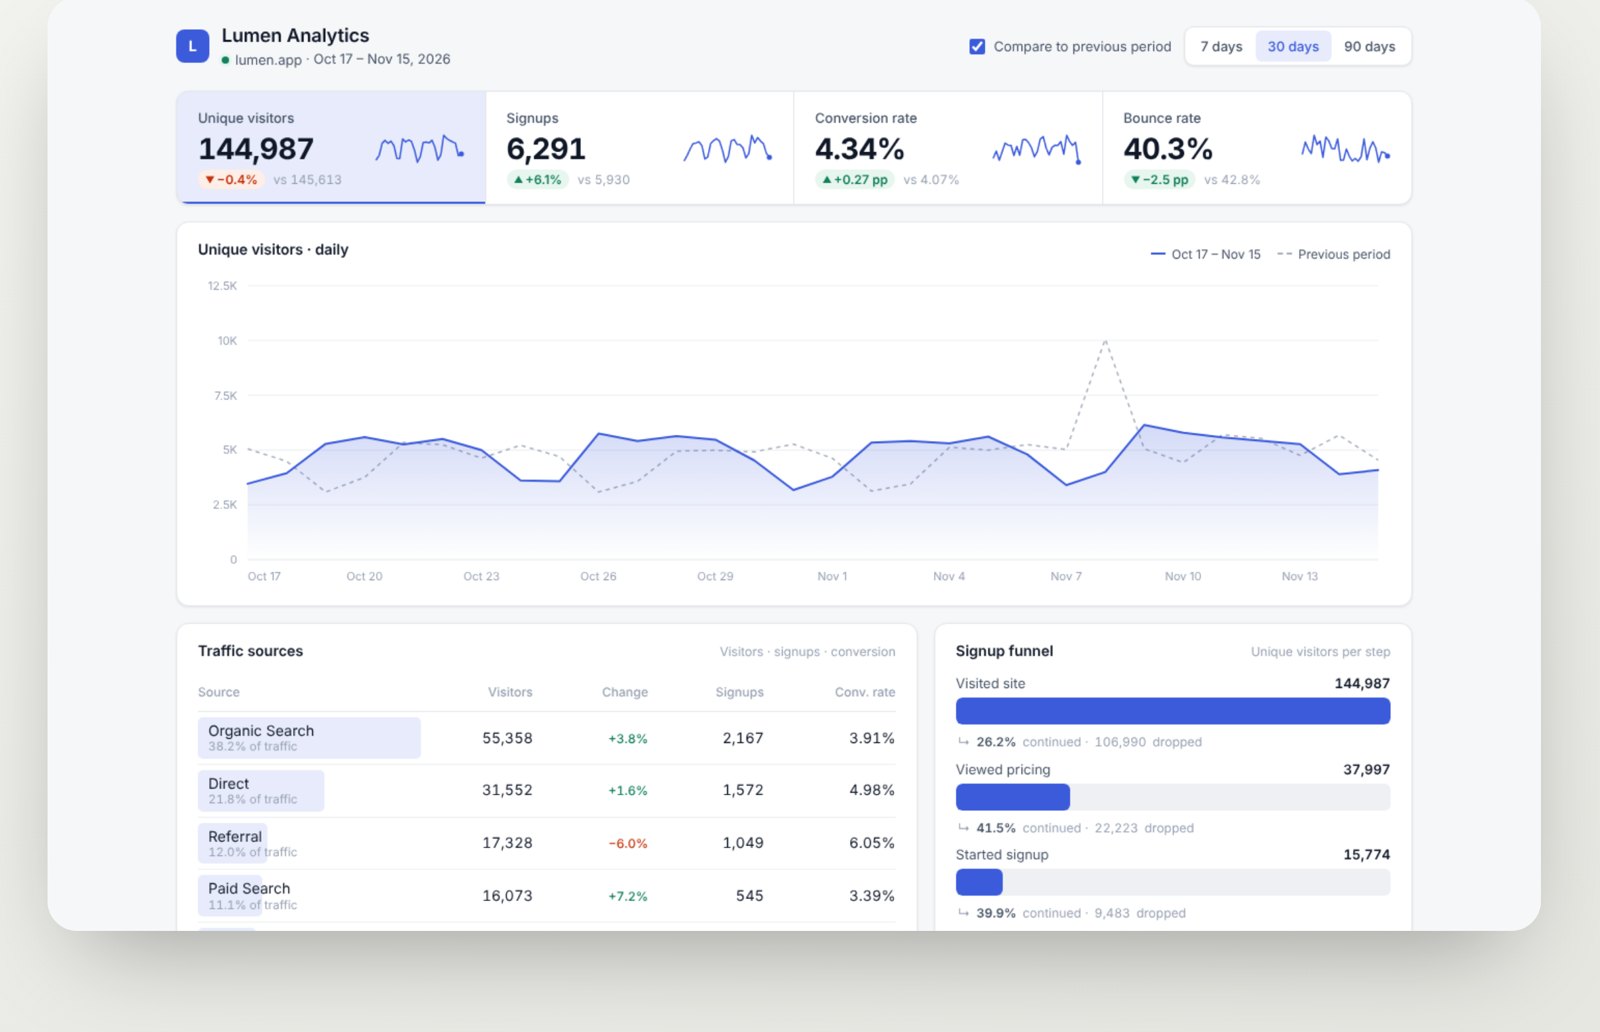 L
Lumen Analytics
lumen.app · Oct 17 – Nov 15, 2026
Compare to previous period
7 days 30 days 90 days
Unique visitors
144,987
▼ −0.4% vs 145,613
Signups
6,291
▲ +6.1% vs 5,930
Conversion rate
4.34%
▲ +0.27 pp vs 4.07%
Bounce rate
40.3%
▼ −2.5 pp vs 42.8%
Unique visitors · daily
Oct 17 – Nov 15 Previous period
12.5K
10K
7.5K
5K
2.5K
0
Oct 17 Oct 20 Oct 23 Oct 26 Oct 29 Nov 1 Nov 4 Nov 7 Nov 10 Nov 13
Traffic sources
Visitors · signups · conversion
Source Visitors Change Signups Conv. rate
Organic Search 55,358 +3.8% 2,167 3.91%
38.2% of traffic
Direct 31,552 +1.6% 1,572 4.98%
21.8% of traffic
Referral 17,328 −6.0% 1,049 6.05%
12.0% of traffic
Paid Search 16,073 +7.2% 545 3.39%
11.1% of traffic
Signup funnel
Unique visitors per step
Visited site 144,987
↳ 26.2% continued · 106,990 dropped
Viewed pricing 37,997
↳ 41.5% continued · 22,223 dropped
Started signup 15,774
↳ 39.9% continued · 9,483 dropped